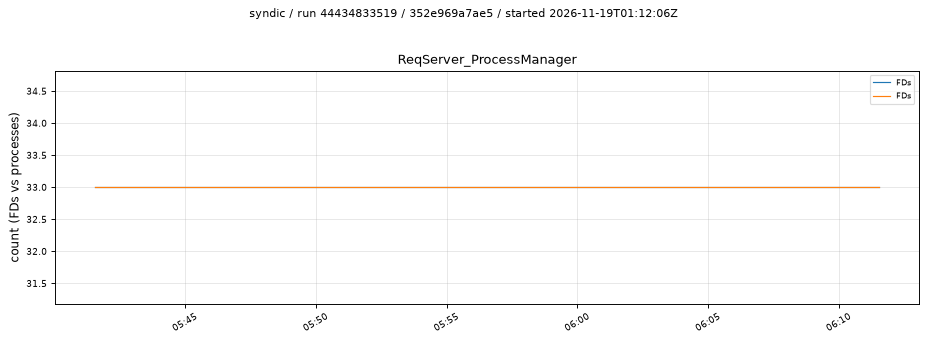 syndic / run 44434833519 / 352e969a7ae5 / started 2026-11-19T01:12:06Z
ReqServer_ProcessManager
FDs
FDs
count (FDs vs processes)
34.5
34.0
33.5
33.0
32.5
32.0
31.5
05:45
05:50
05:55
06:00
06:05
06:10